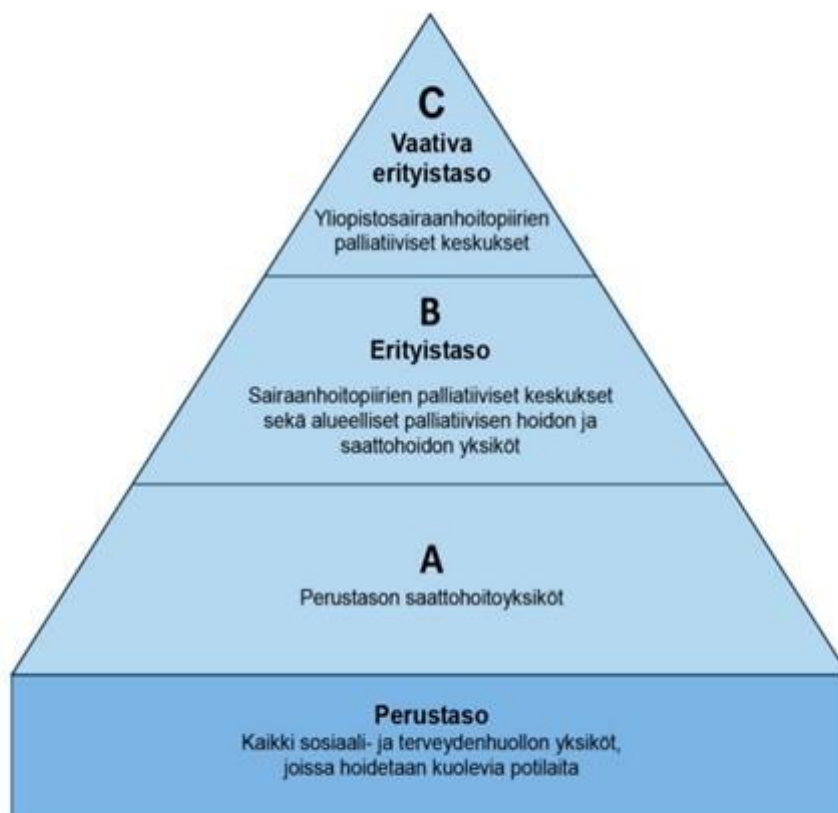 C
Vaativa
erityistaso
Yliopistosairaanhoitopiirien
palliatiiviset keskukset
B
Erityistaso
Sairaanhoitopiirien palliatiiviset keskukset
sekä alueelliset palliatiivisen hoidon ja
saattohoidon yksiköt
A
Perustason saattohoitoyksiköt
Perustaso
Kaikki sosiaali- ja terveydenhuollon yksiköt,
joissa hoidetaan kuolevia potilaita